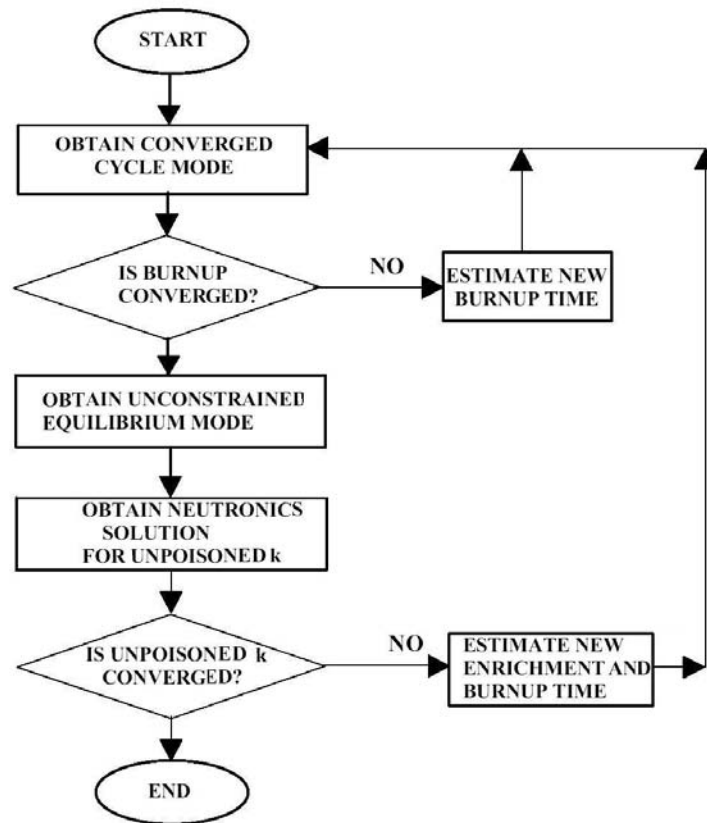 START
OBTAIN CONVERGED
CYCLE MODE
IS BURNUP
CONVERGED?
NO
ESTIMATE NEW
BURNUP TIME
OBTAIN UNCONSTRAINED
EQUILIBRIUM MODE
OBTAIN NEUTRONICS
SOLUTION
FOR UNPOISONED k
IS UNPOISONED k
CONVERGED?
NO
ESTIMATE NEW
ENRICHMENT AND
BURNUP TIME
END